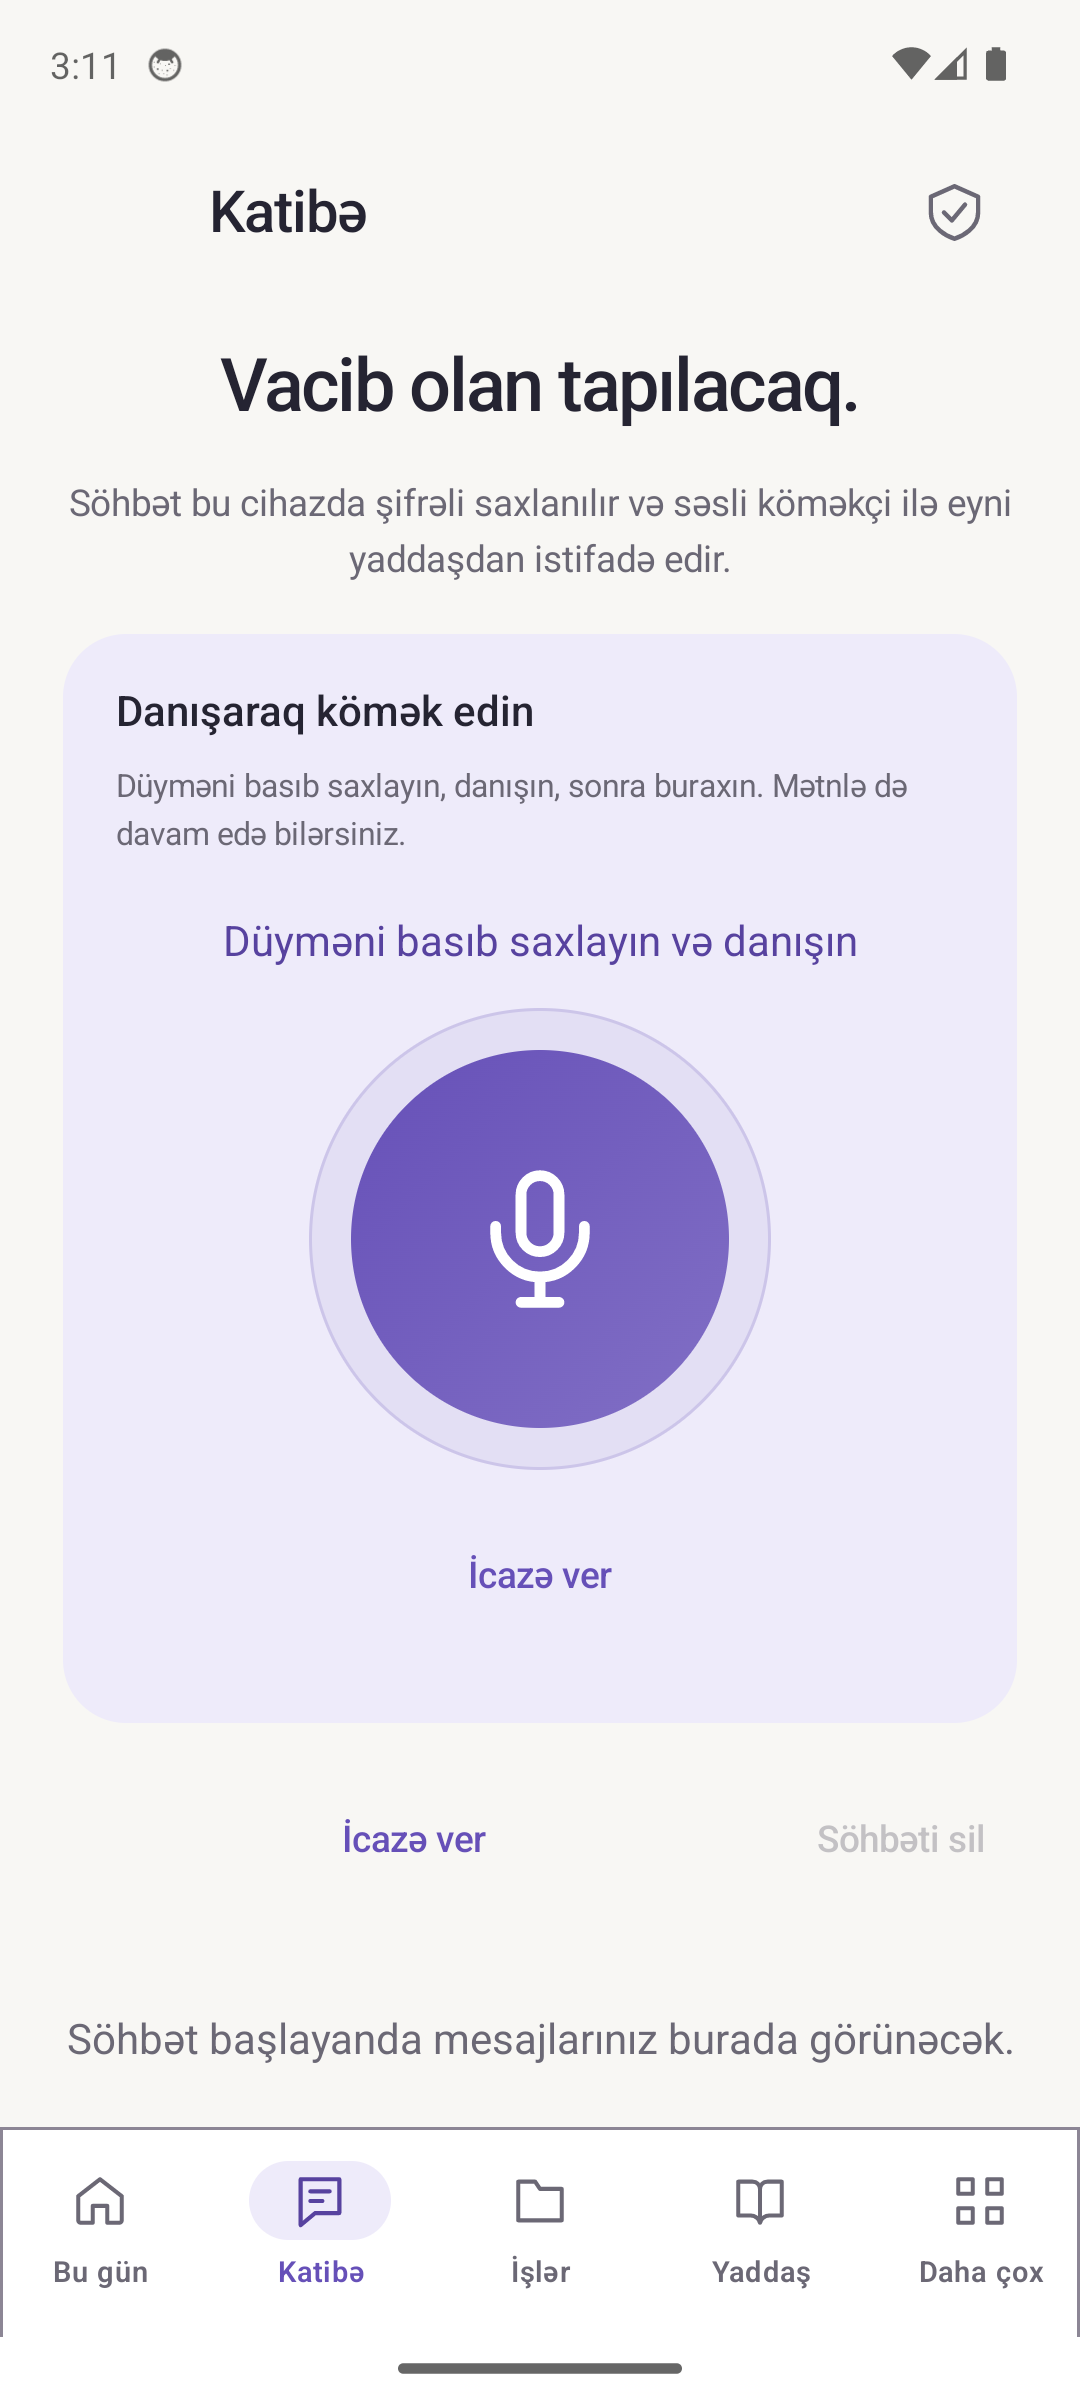 3:11
Katibə
Vacib olan tapılacaq.
Söhbət bu cihazda şifrəli saxlanılır və səsli köməkçi ilə eyni
yaddaşdan istifadə edir.
Danışaraq kömək edin
Düyməni basıb saxlayın, danışın, sonra buraxın. Mətnlə də
davam edə bilərsiniz.
Düyməni basıb saxlayın və danışın
İcazə ver
İcazə ver
Söhbəti sil
Söhbət başlayanda mesajlarınız burada görünəcək.
Bu gün
Katibə
İşlər
Yaddaş
Daha çox